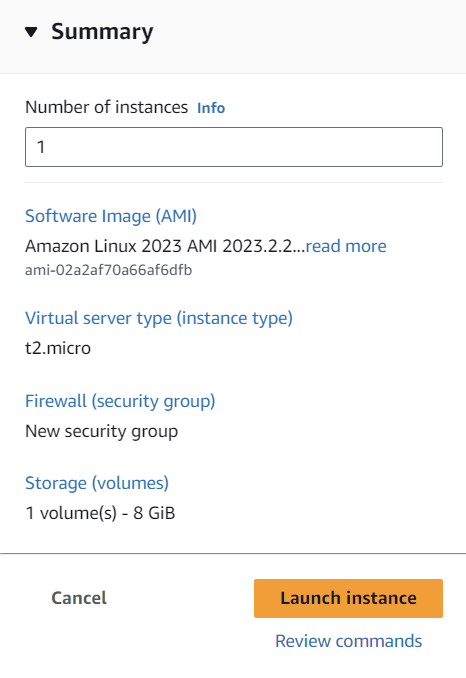 Summary
Number of instances Info
1
Software Image (AMI)
Amazon Linux 2023 AMI 2023.2.2...read more
ami-02a2af70a66af6dfb
Virtual server type (instance type)
t2.micro
Firewall (security group)
New security group
Storage (volumes)
1 volume(s) - 8 GiB
Cancel
Launch instance
Review commands